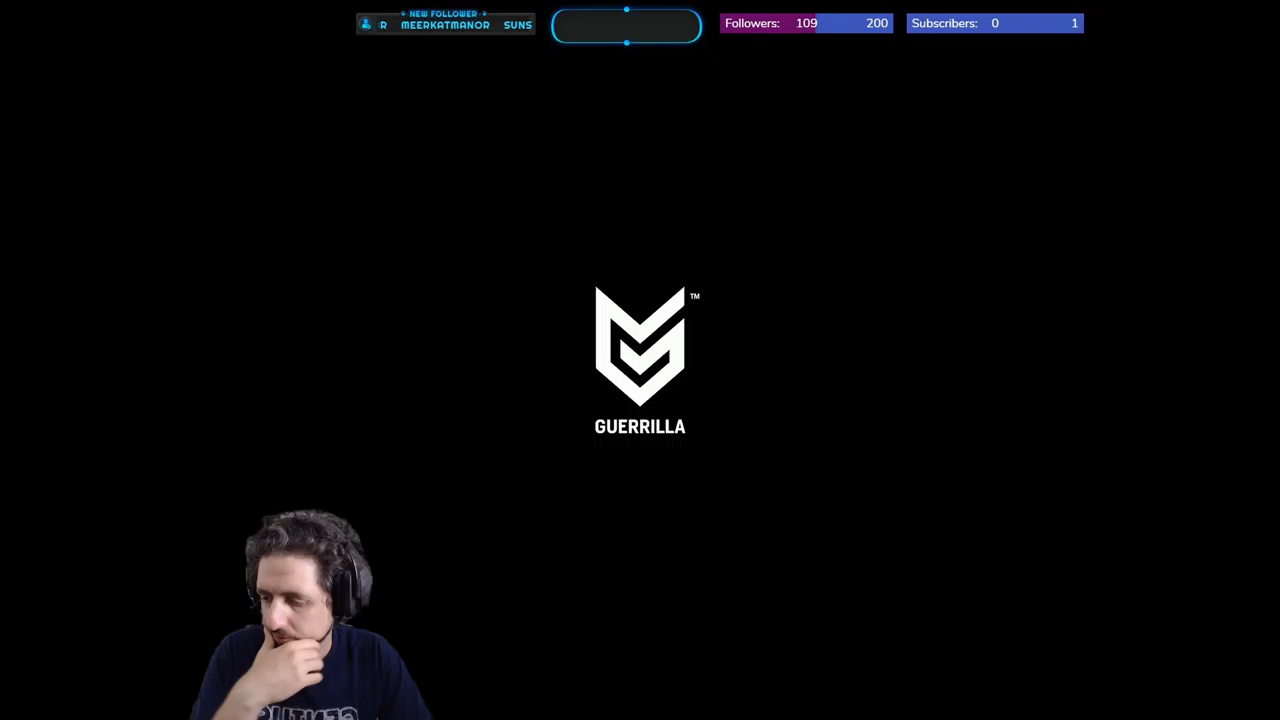 NEW FOLLOWER
R MEERKATMANOR SUNS
Followers: 109 200
Subscribers: 0 1
TM
GUERRILLA